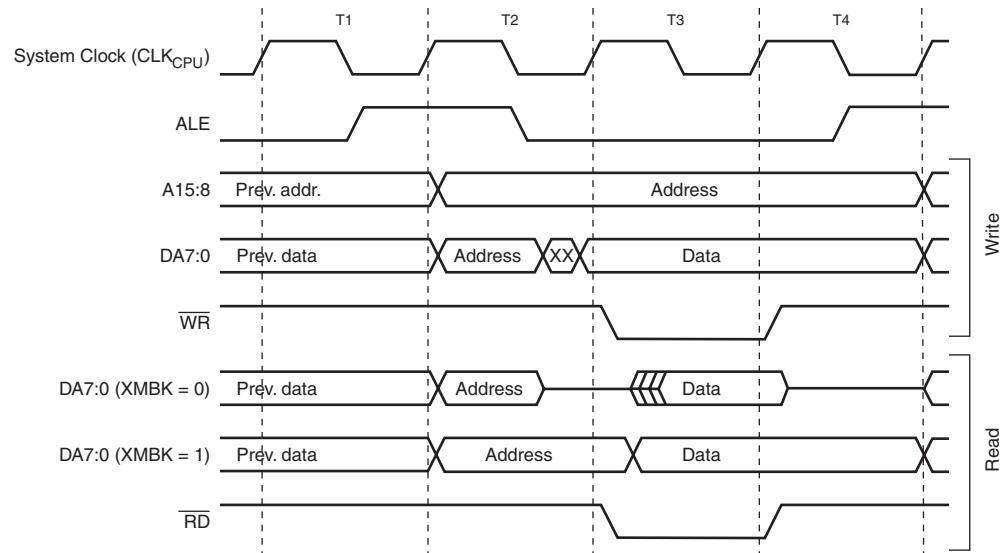 T1 T2 T3 T4
System Clock (CLKCPU)
ALE
A15:8 Prev. addr. Address
DA7:0 Prev. data Address XX Data
WR
Write
DA7:0 (XMBK = 0) Prev. data Address Data
DA7:0 (XMBK = 1) Prev. data Address Data
RD
Read